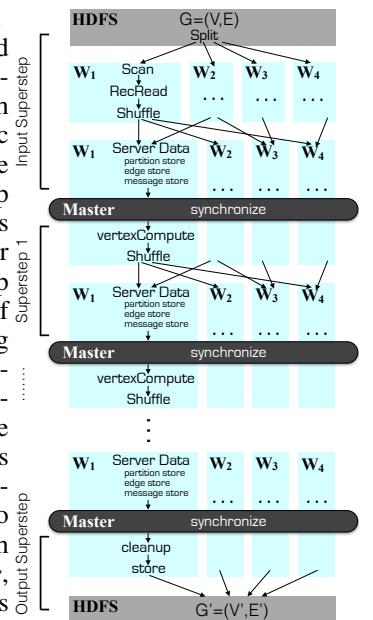 HDFS G=(V,E)
Split
W1 Scan W2 W3 W4
RecRead ... ... ...
Shuffle
W1 Server Data W2 W3 W4
partition store
edge store
message store ... ... ...
Input Superstep
Master synchronize
vertexCompute
Shuffle
W1 Server Data W2 W3 W4
partition store
edge store
message store ... ... ...
Superstep 1
Master synchronize
vertexCompute
Shuffle
.......
W1 Server Data W2 W3 W4
partition store
edge store
message store ... ... ...
Master synchronize
cleanup
store
Output Superstep
HDFS G'=(V',E')